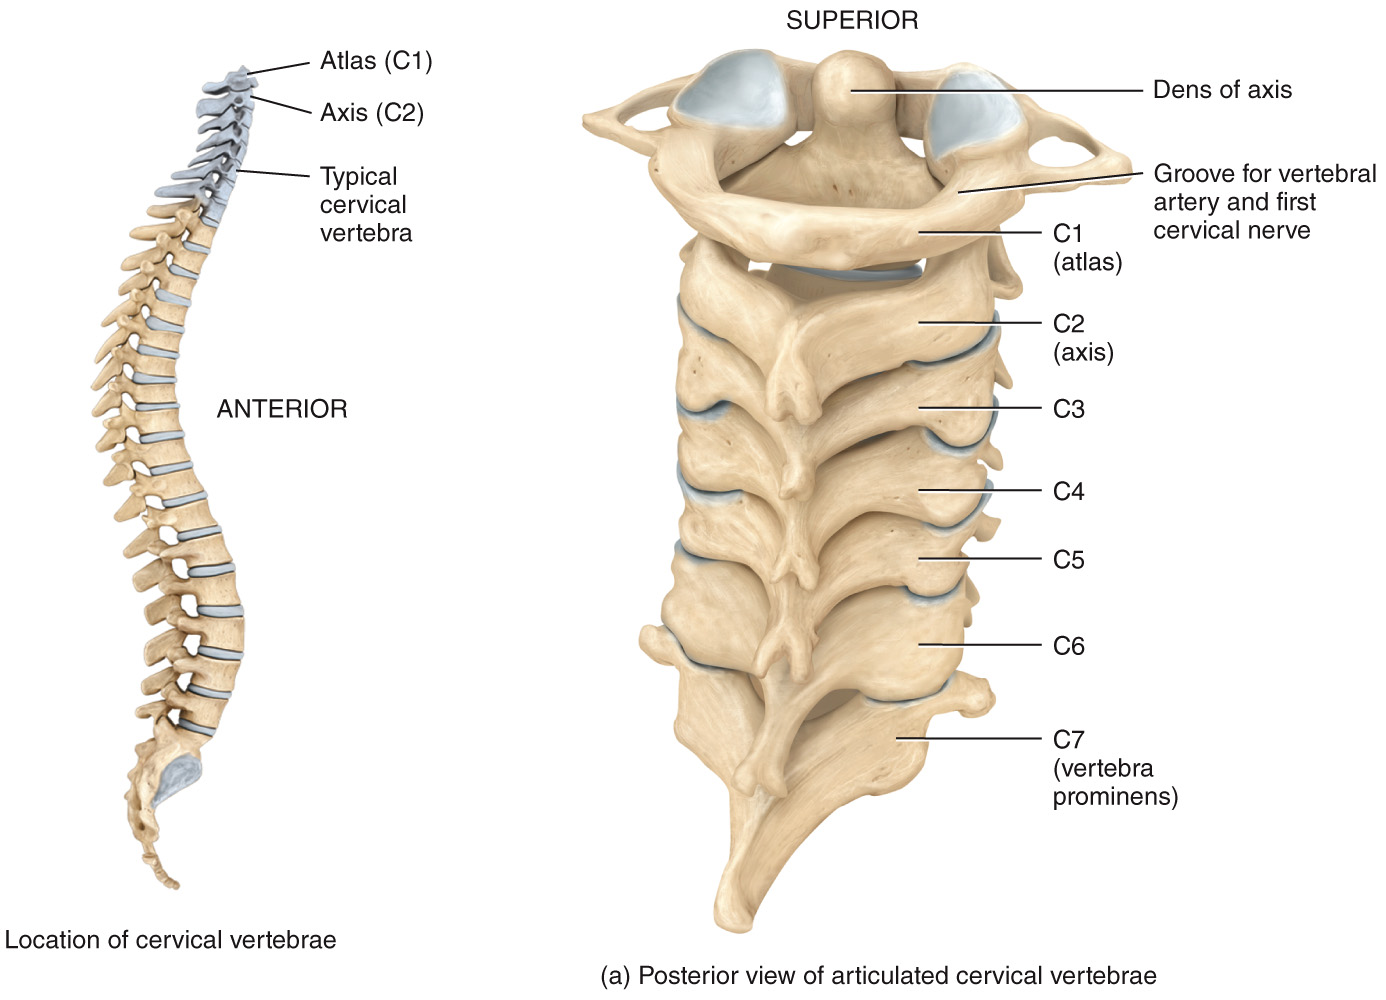 SUPERIOR
Atlas (C1)
Axis (C2)
Typical
cervical
vertebra
ANTERIOR
Location of cervical vertebrae
Dens of axis
Groove for vertebral
artery and first
cervical nerve
C1
(atlas)
C2
(axis)
C3
C4
C5
C6
C7
(vertebra
prominens)
(a) Posterior view of articulated cervical vertebrae